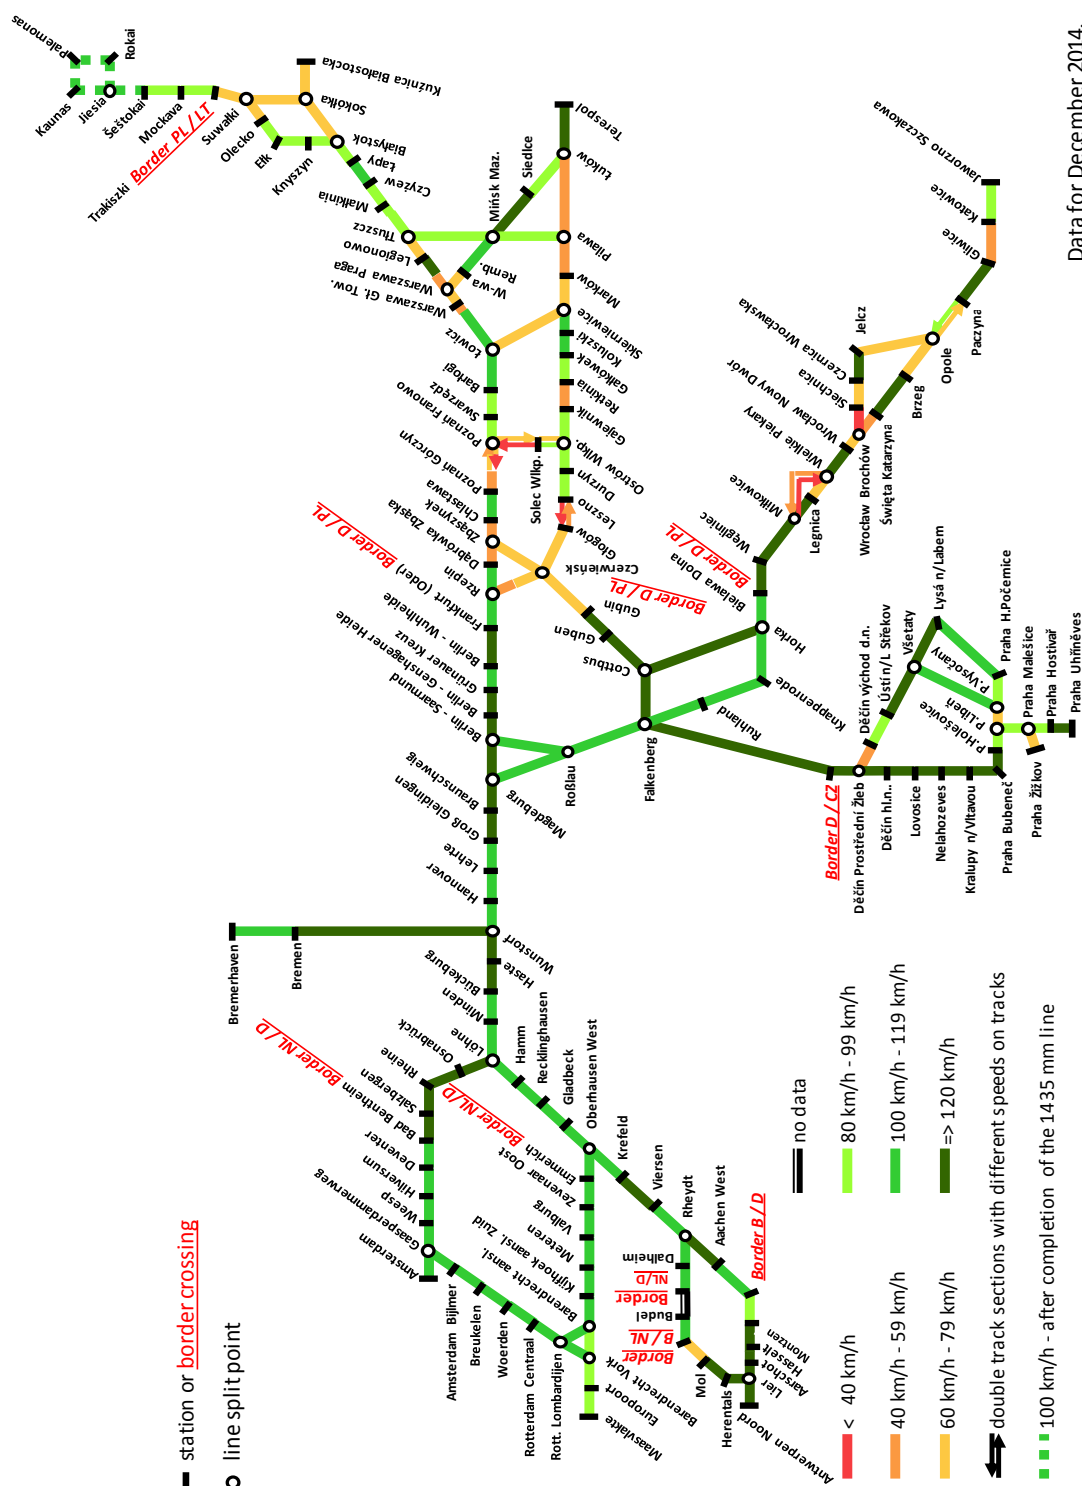 Palemonas
Rokai
Kaunas
Jiesia
Šeštokai
Mockava
Border PL / LT
Trakiszki
Suwałki
Olecko
Ełk
Knyszyn
Kuźnica Białostocka
Sokółka
Białystok
Łapy
Czyżew
Małkinia
Tłuszcz
Legionowo
Warszawa Praga
Warszawa Gł. Tow.
W-wa Remb.
Mińsk Maz.
Siedlce
Terespol
Łuków
Pilawa
Marków
Skierniewice
Koluszki
Gałkówek
Retkinia
Gajewnik
Ostrów Wlkp.
Durzyn
Leszno
Głogów
Czerwieńsk
Łowicz
Barłogi
Swarzędz
Poznań Franowo
Poznań Górczyn
Chlastawa
Zbąszynek
Dąbrówka Zbąska
Rzepin
Solec Wlkp.
Border D / PL
Frankfurt (Oder)
Berlin - Wuhlheide
Grünauer Kreuz
Berlin - Genshagener Heide
Berlin - Saarmund
Border D / PL
Gubin
Guben
Cottbus
Border D / PL
Bielawa Dolna
Węgliniec
Horka
Knappenrode
Ruhland
Falkenberg
Roßlau
Magdeburg
Braunschweig
Groß Gleidingen
Lehrte
Hannover
Wunstorf
Haste
Bückeburg
Minden
Löhne
Osnabrück
Bremerhaven
Bremen
Jaworzno Szczakowa
Katowice
Gliwice
Paczyna
Opole
Brzeg
Jelcz
Czernica Wrocławska
Siechnica
Wrocław Nowy Dwór
Wielkie Piekary
Miłkowice
Legnica
Wrocław Brochów
Święta Katarzyna
Border D / CZ
Děčín Prostřední Žleb
Děčín východ d.n.
Ústí n/L Střekov
Všetaty
Lysá n/Labem
P.Vysočany
P.Libeň
P.Holešovice
Praha H.Počernice
Praha Malešice
Praha Hostivař
Praha Uhříněves
Praha Žižkov
Praha Bubeneč
Kralupy n/Vltavou
Nelahozeves
Lovosice
Děčín hl.n..
Rheine
Salzbergen
Bad Bentheim
Border NL / D
Deventer
Hilversum
Weesp
Gaasperdammerweg
Amsterdam
Amsterdam Bijlmer
Breukelen
Woerden
Rotterdam Centraal
Rott. Lombardijen
Hamm
Recklinghausen
Gladbeck
Oberhausen West
Border NL/D
Emmerich
Zevenaar Oost
Valburg
Meteren
Kijfhoek aansl. Zuid
Barendrecht aansl.
Barendrecht Vork
Europoort
Maasvlakte
Krefeld
Viersen
Rheydt
Aachen West
Border B / D
Dalheim
NL/D
Border
Budel
B / NL
Border
Mol
Herentals
Montzen
Hasselt
Aarschot
Lier
Antwerpen Noord
station or border crossing
line split point
< 40 km/h
40 km/h - 59 km/h
60 km/h - 79 km/h
no data
80 km/h - 99 km/h
100 km/h - 119 km/h
=> 120 km/h
double track sections with different speeds on tracks
100 km/h - after completion of the 1435 mm line
Data for December 2014.